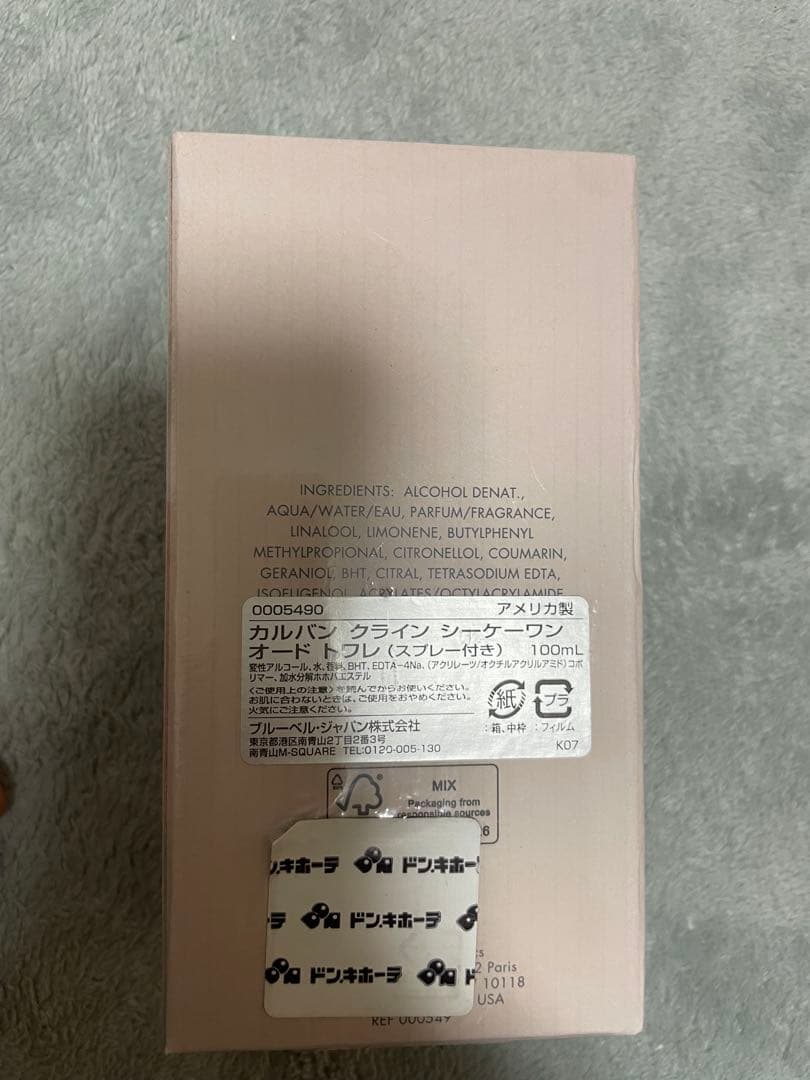 INGREDIENTS: ALCOHOL DENAT.,
AQUA/WATER/EAU, PARFUM/FRAGRANCE,
LINALOOL, LIMONENE, BUTYLPHENYL
METHYLPROPIONAL, CITRONELLOL, COUMARIN,
GERANIOL, BHT, CITRAL, TETRASODIUM EDTA,
ISOEUGENOL, ACRYLATES/OCTYLACRYLAMIDE
0005490 アメリカ製
カルバン クライン シーケーワン
オード トワレ(スプレー付き) 100mL
変性アルコール、水、香料、BHT、EDTA-4Na、(アクリレーツ/オクチルアクリルアミド)コポ
リマー、加水分解ホホバエステル
〈ご使用上の注意〉を読んでからお使いください。
お肌に合わないときは、ご使用をおやめください。
火気にご注意ください。
紙 プラ
:箱、中枠 :フィルム
ブルーベル・ジャパン株式会社
東京都港区南青山2丁目2番3号
南青山M-SQUARE TEL:0120-005-130 K07
MIX
Packaging from
responsible sources
6
ン.キホーテ ドン.キホー
テ ドン.キホーテ
ドン.キホーテ
2 Paris
10118
USA
REF 000549